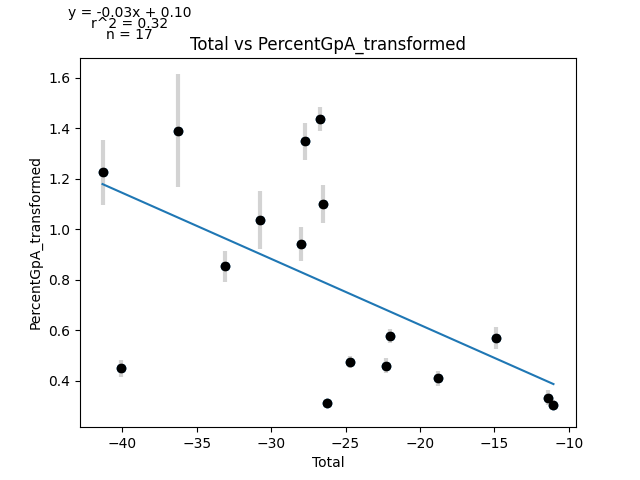 y = -0.03x + 0.10
r^2 = 0.32
n = 17
Total vs PercentGpA_transformed
PercentGpA_transformed
1.6
1.4
1.2
1.0
0.8
0.6
0.4
−40
−35
−30
−25
−20
−15
−10
Total